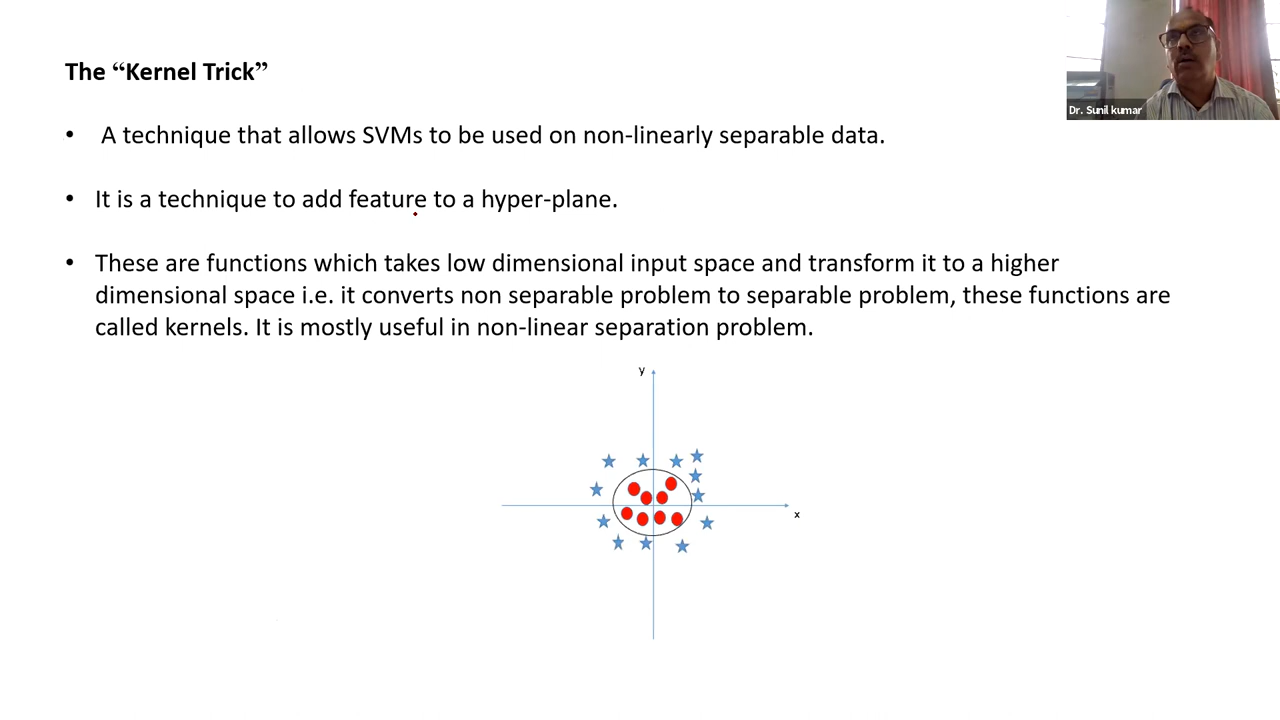 The “Kernel Trick”
• A technique that allows SVMs to be used on non-linearly separable data.
• It is a technique to add feature to a hyper-plane.
• These are functions which takes low dimensional input space and transform it to a higher
dimensional space i.e. it converts non separable problem to separable problem, these functions are
called kernels. It is mostly useful in non-linear separation problem.
y
x
Dr. Sunil kumar